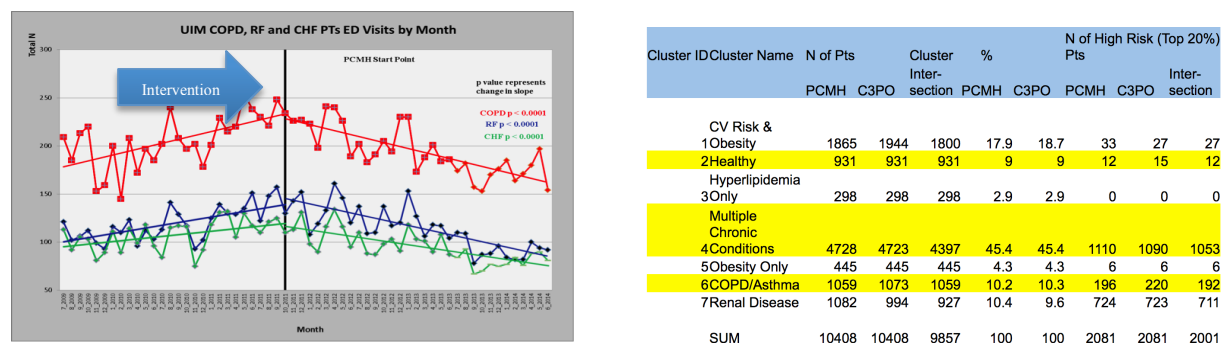 UIM COPD, RF and CHF PTs ED Visits by Month
Total N
300
250
200
150
100
50
PCMH Start Point
Intervention
p value represents
change in slope
COPD p < 0.0001
RF p < 0.0001
CHF p < 0.0001
Month
N of High Risk (Top 20%)
Cluster ID Cluster Name N of Pts Cluster % Pts
Inter- Inter-
PCMH C3PO section PCMH C3PO PCMH C3PO section
CV Risk &
1 Obesity 1865 1944 1800 17.9 18.7 33 27 27
2 Healthy 931 931 931 9 9 12 15 12
Hyperlipidemia
3 Only 298 298 298 2.9 2.9 0 0 0
Multiple
Chronic
4 Conditions 4728 4723 4397 45.4 45.4 1110 1090 1053
5 Obesity Only 445 445 445 4.3 4.3 6 6 6
6 COPD/Asthma 1059 1073 1059 10.2 10.3 196 220 192
7 Renal Disease 1082 994 927 10.4 9.6 724 723 711
SUM 10408 10408 9857 100 100 2081 2081 2001